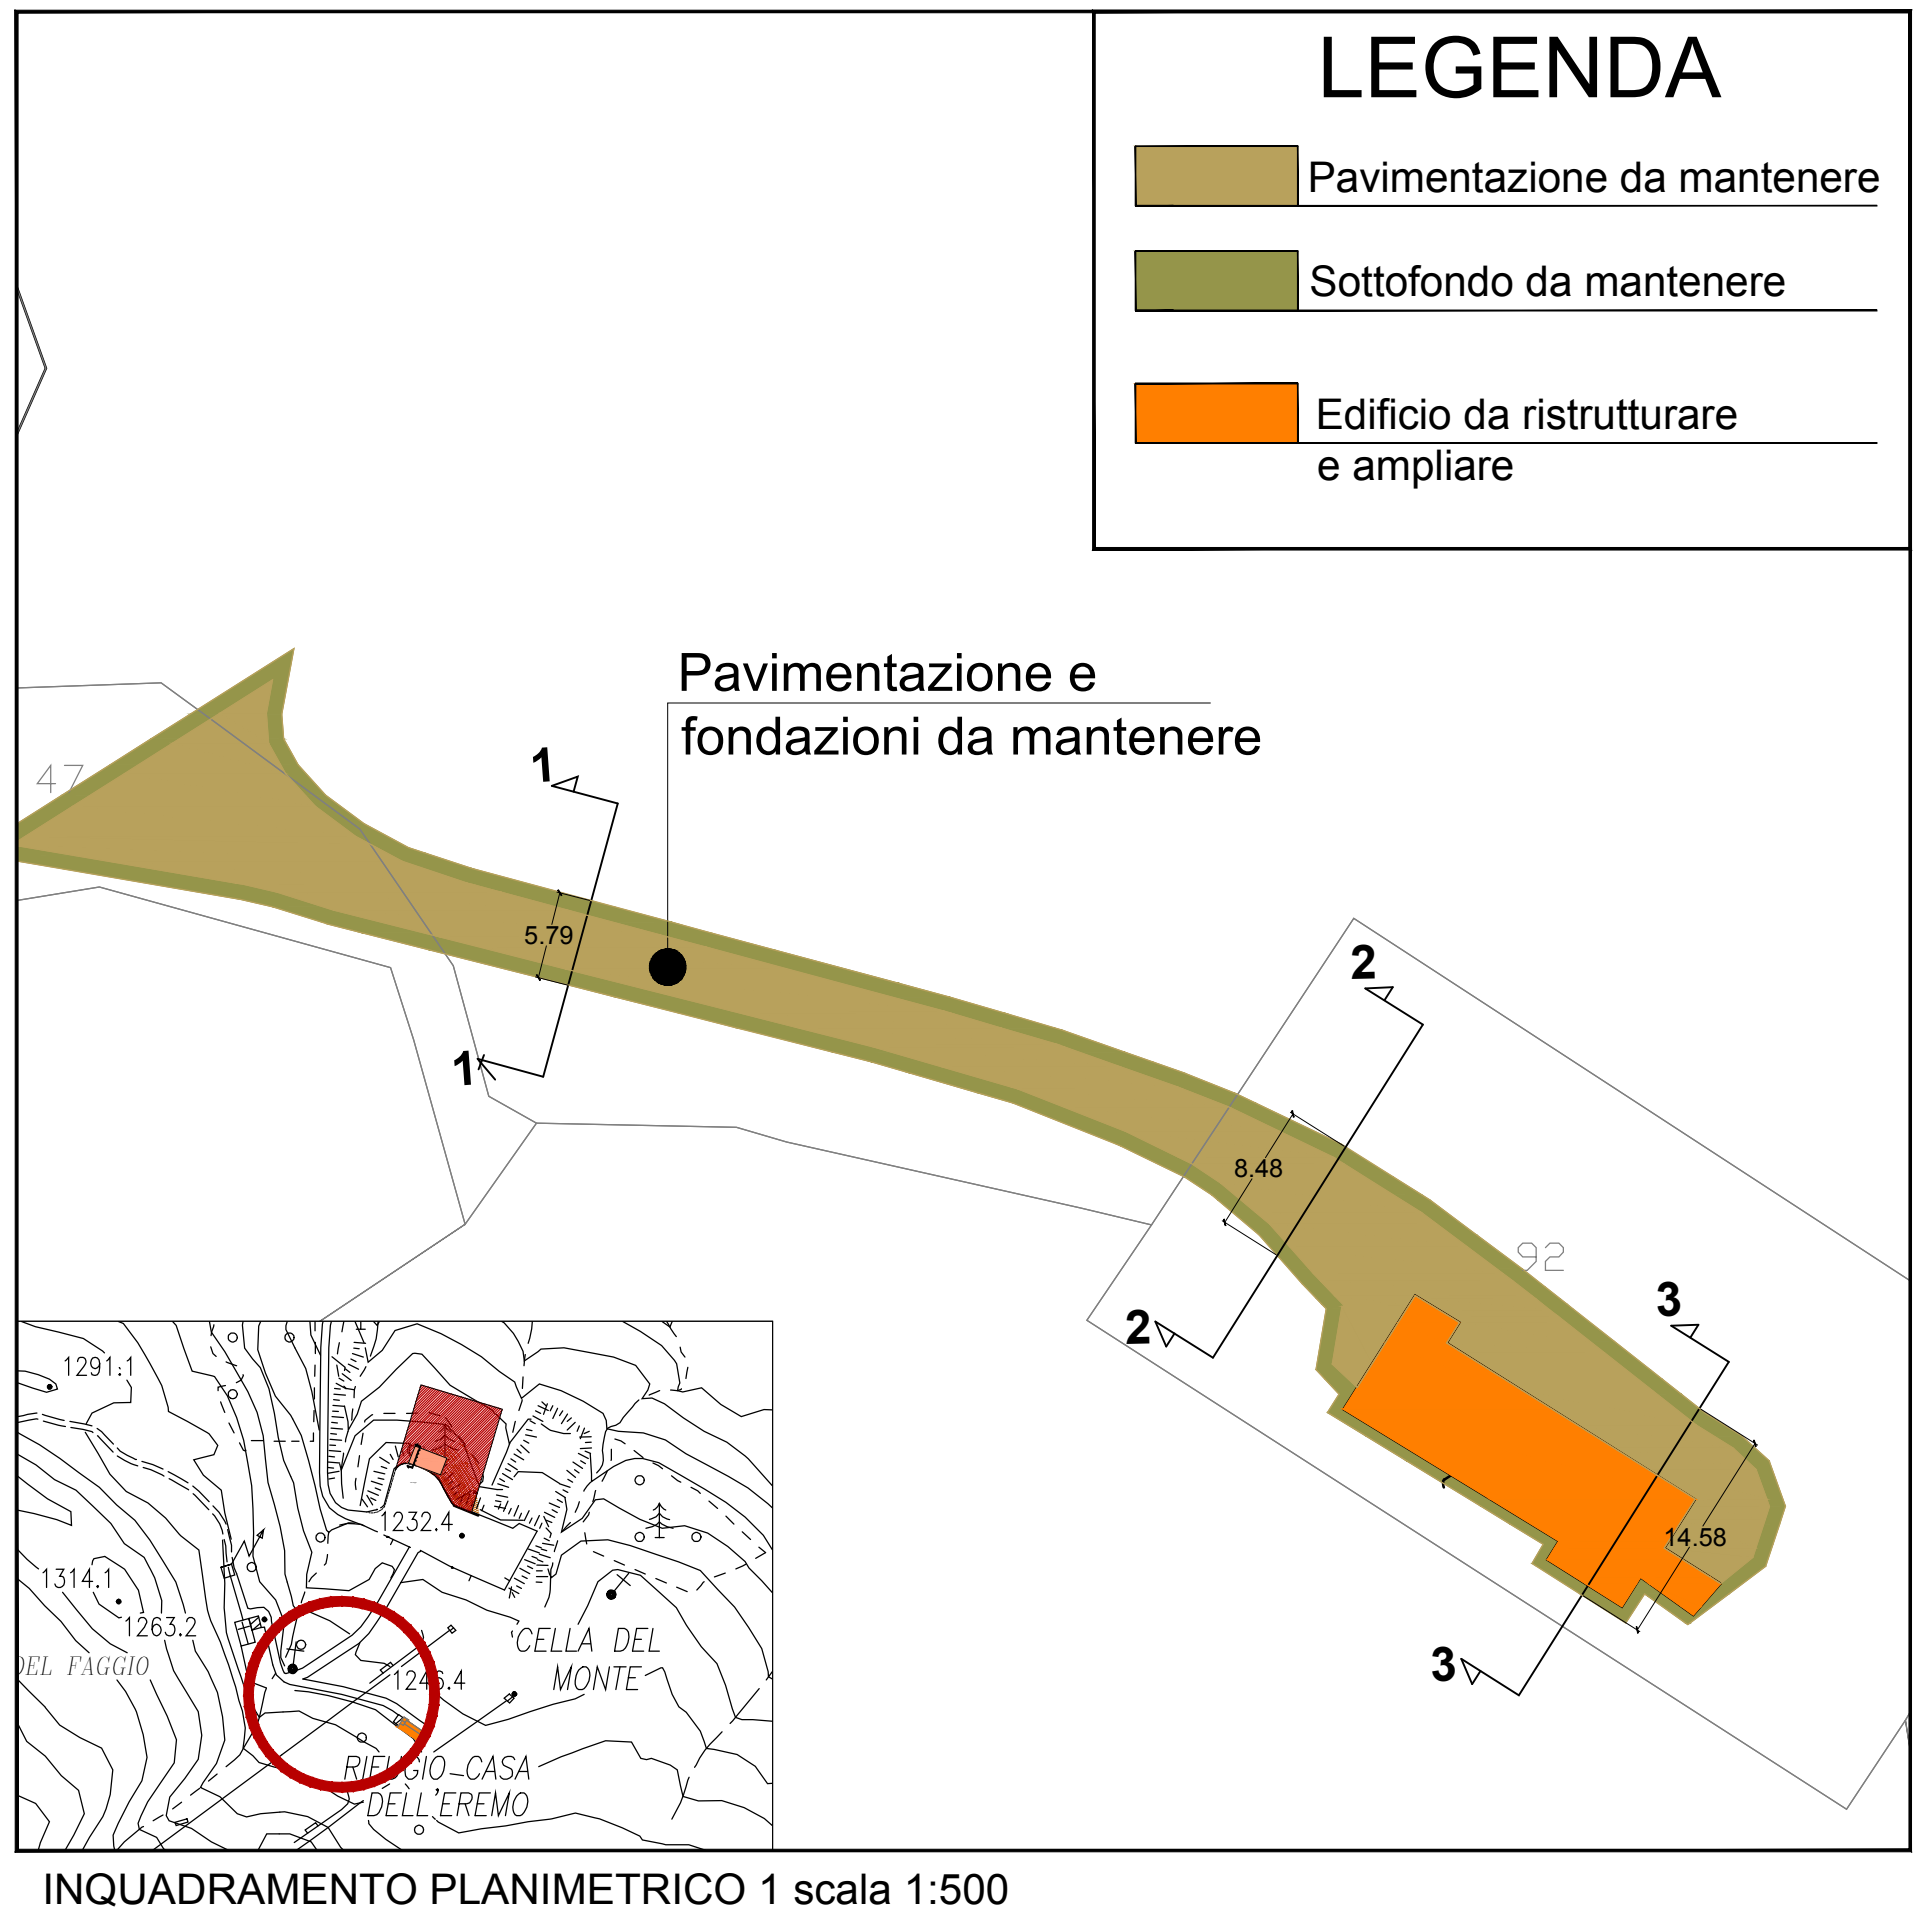 LEGENDA
Pavimentazione da mantenere
Sottofondo da mantenere
Edificio da ristrutturare
e ampliare
Pavimentazione e
fondazioni da mantenere
47
1
5.79
1
2
8.48
2
92
3
14.58
3
1291.1
1232.4
1314.1
1263.2
DEL FAGGIO
CELLA DEL
MONTE
1246.4
RIFUGIO-CASA
DELL'EREMO
INQUADRAMENTO PLANIMETRICO 1 scala 1:500